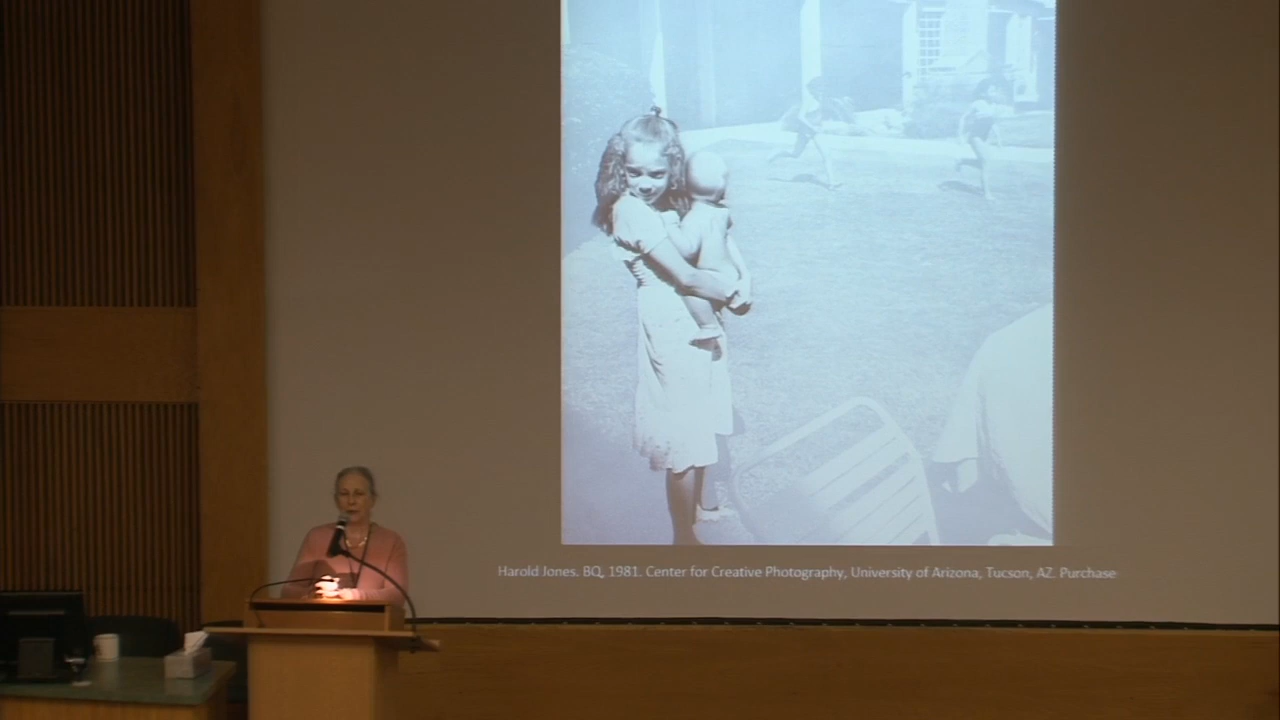 Harold Jones. BQ, 1981. Center for Creative Photography, University of Arizona, Tucson, AZ. Purchase